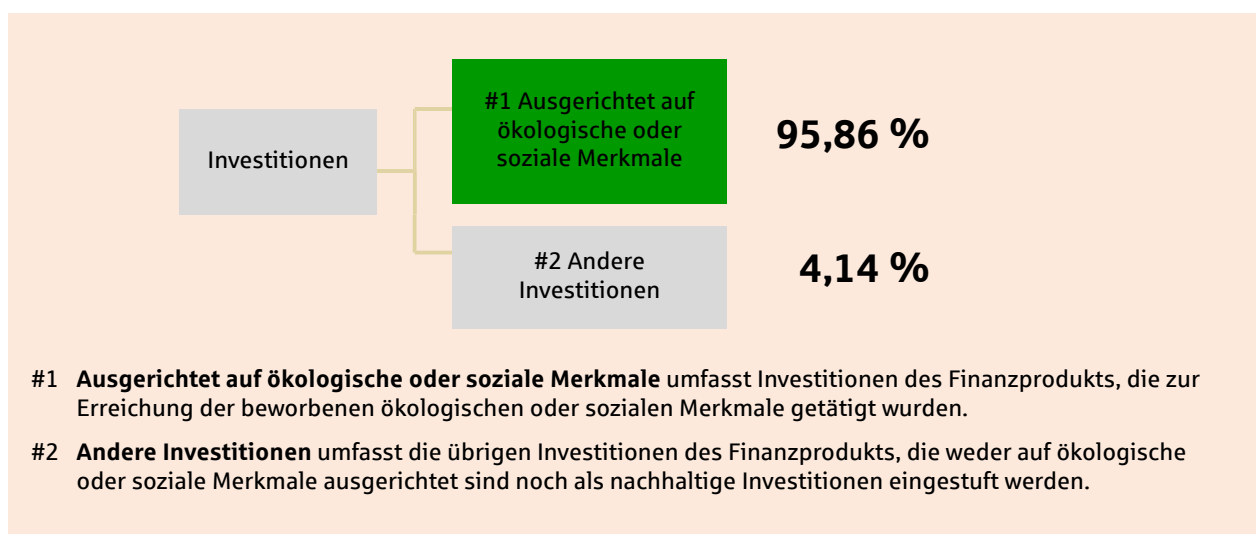 Investitionen
#1 Ausgerichtet auf
ökologische oder
soziale Merkmale
95,86 %
#2 Andere
Investitionen
4,14 %
#1 Ausgerichtet auf ökologische oder soziale Merkmale umfasst Investitionen des Finanzprodukts, die zur
Erreichung der beworbenen ökologischen oder sozialen Merkmale getätigt wurden.
#2 Andere Investitionen umfasst die übrigen Investitionen des Finanzprodukts, die weder auf ökologische
oder soziale Merkmale ausgerichtet sind noch als nachhaltige Investitionen eingestuft werden.